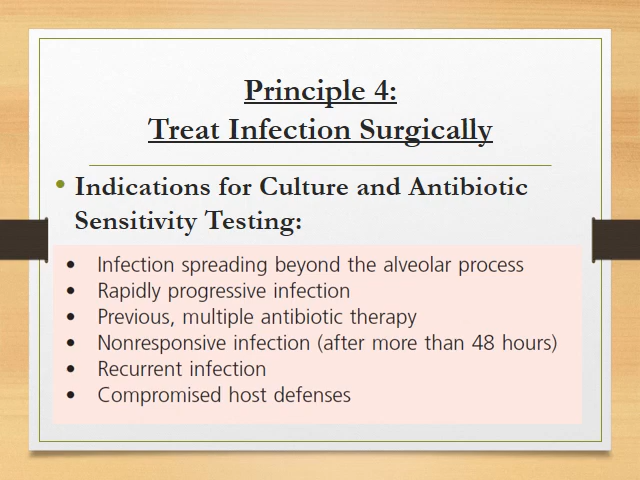 Principle 4:
Treat Infection Surgically
• Indications for Culture and Antibiotic
Sensitivity Testing:
• Infection spreading beyond the alveolar process
• Rapidly progressive infection
• Previous, multiple antibiotic therapy
• Nonresponsive infection (after more than 48 hours)
• Recurrent infection
• Compromised host defenses